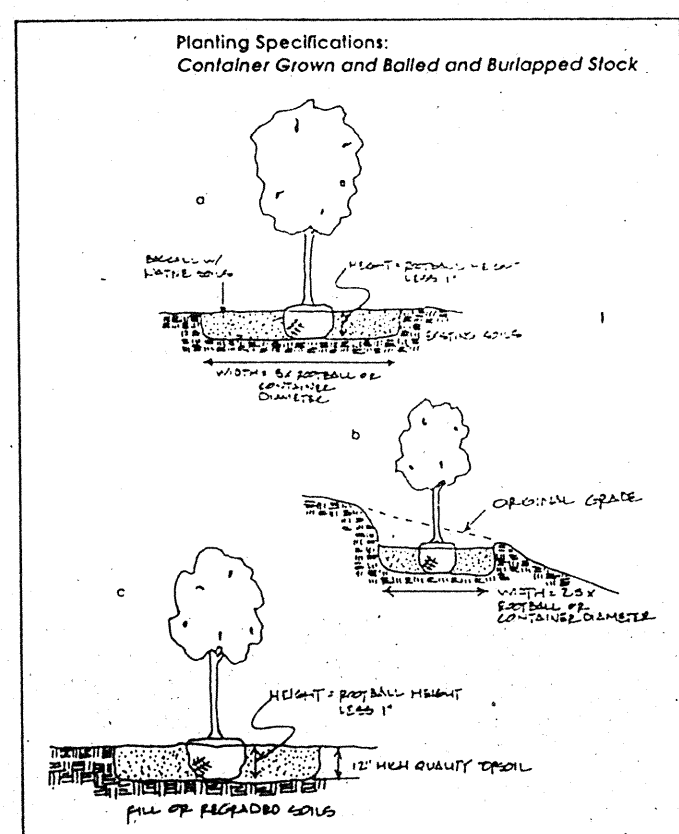 Planting Specifications:
Container Grown and Balled and Burlapped Stock
a
BACKFILL W/
NATIVE SOILS
HEIGHT = ROOTBALL HEIGHT
LESS 1"
EXISTING SOILS
WIDTH = 5X ROOTBALL OR
CONTAINER
DIAMETER
b
ORIGINAL GRADE
WIDTH = 2.5X
ROOTBALL OR
CONTAINER DIAMETER
c
HEIGHT = ROOTBALL HEIGHT
LESS 1"
12" HIGH QUALITY TOPSOIL
FILL OR REGRADED SOILS